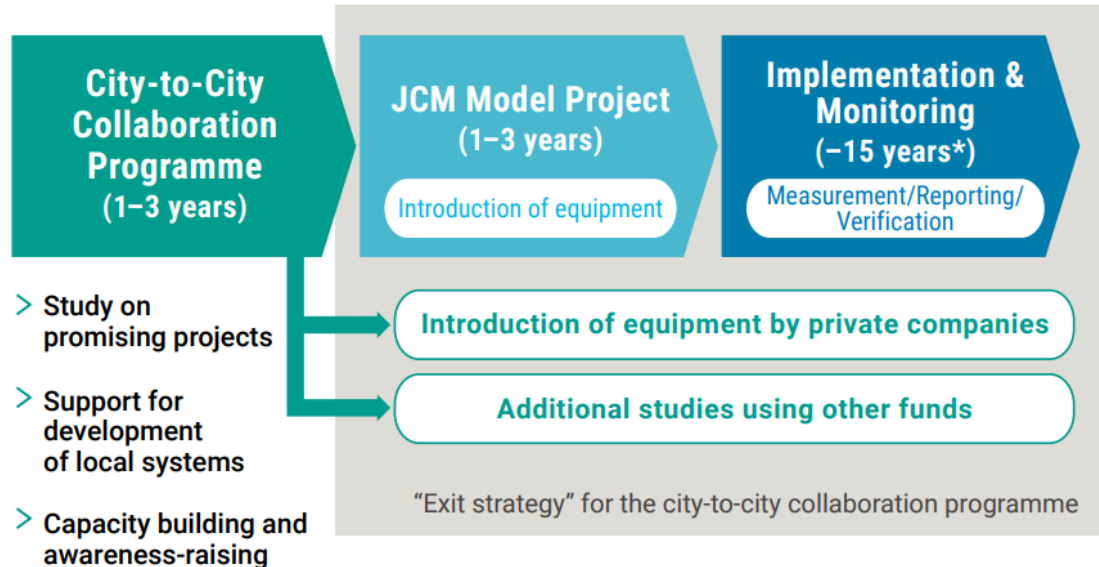 City-to-City
Collaboration
Programme
(1–3 years)
JCM Model Project
(1–3 years)
Introduction of equipment
Implementation &
Monitoring
(–15 years*)
Measurement/Reporting/
Verification
> Study on
promising projects
> Support for
development
of local systems
> Capacity building and
awareness-raising
Introduction of equipment by private companies
Additional studies using other funds
“Exit strategy” for the city-to-city collaboration programme